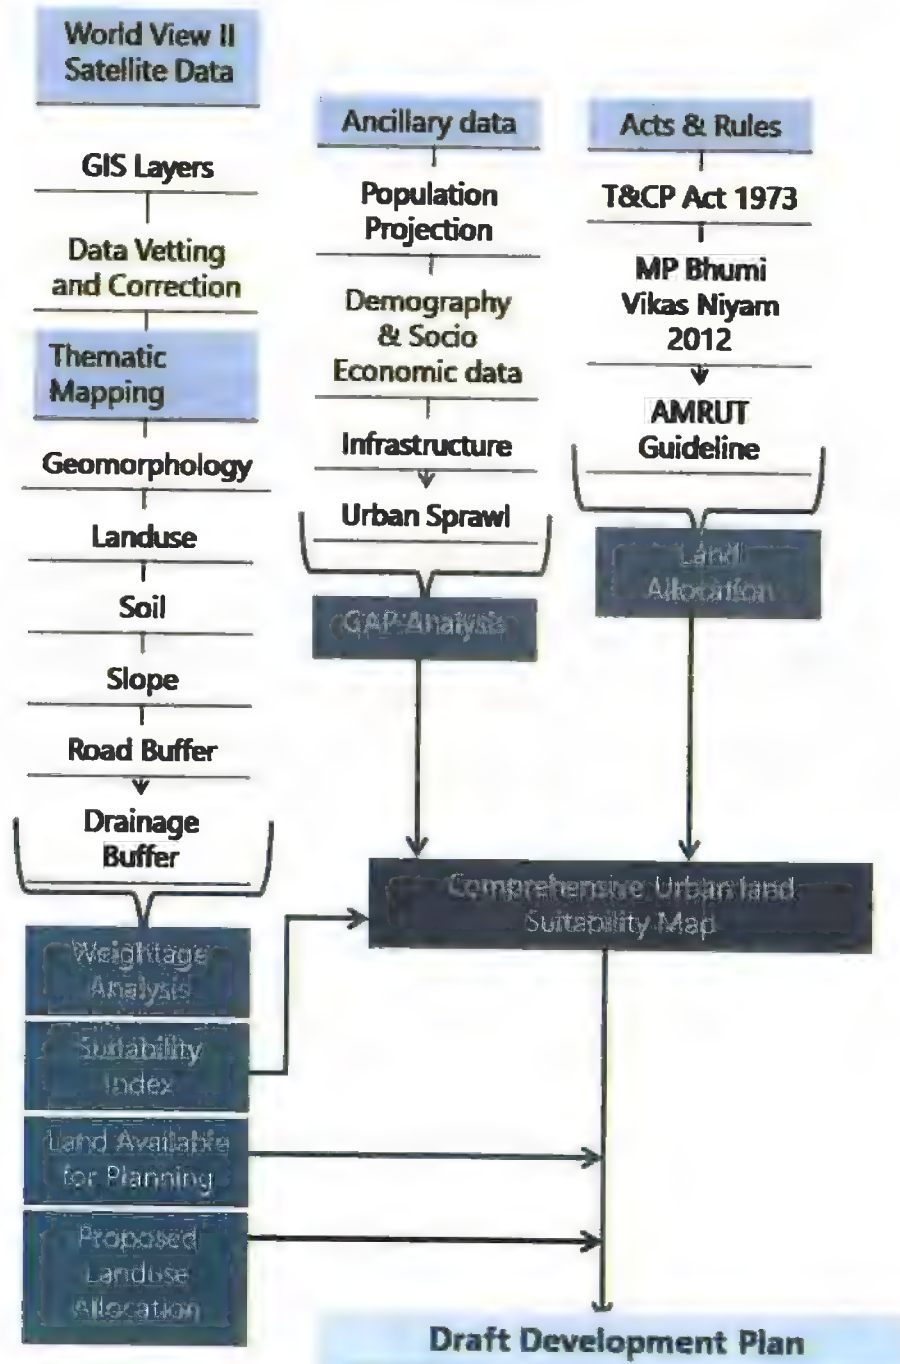 World View II
Satellite Data
GIS Layers
Data Vetting
and Correction
Thematic
Mapping
Geomorphology
Landuse
Soil
Slope
Road Buffer
Drainage
Buffer
Weightage
Analysis
Suitability
Index
Land Available
for Planning
Proposed
Landuse
Allocation
Ancillary data
Population
Projection
Demography
& Socio
Economic data
Infrastructure
Urban Sprawl
GAP Analysis
Acts & Rules
T&CP Act 1973
MP Bhumi
Vikas Niyam
2012
AMRUT
Guideline
Land
Allocation
Comprehensive Urban land
Suitability Map
Draft Development Plan